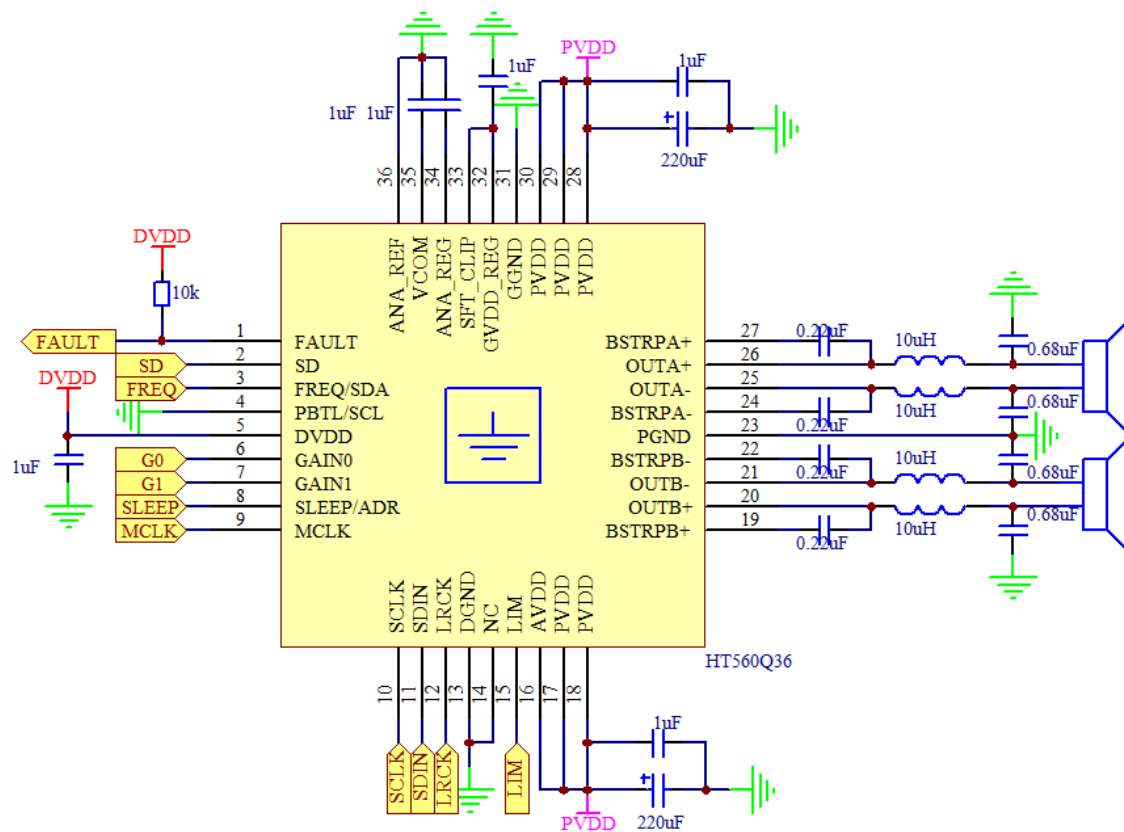 1uF
1uF
1uF
PVDD
1uF
220uF
36
35
34
33
32
31
30
29
28
ANA_REF
VCOM
ANA_REG
SFT_CLIP
GVDD_REG
GGND
PVDD
PVDD
PVDD
DVDD
10k
FAULT
SD
FREQ
DVDD
1uF
G0
G1
SLEEP
MCLK
1 FAULT
2 SD
3 FREQ/SDA
4 PBTL/SCL
5 DVDD
6 GAIN0
7 GAIN1
8 SLEEP/ADR
9 MCLK
BSTRPA+ 27
OUTA+ 26
OUTA- 25
BSTRPA- 24
PGND 23
BSTRPB- 22
OUTB- 21
OUTB+ 20
BSTRPB+ 19
0.22uF
10uH
0.68uF
10uH
0.22uF
0.68uF
10uH
0.22uF
0.68uF
10uH
0.22uF
0.68uF
SCLK
SDIN
LRCK
DGND
NC
LIM
AVDD
PVDD
PVDD
HT560Q36
10
11
12
13
14
15
16
17
18
SCLK
SDIN
LRCK
LIM
1uF
220uF
PVDD